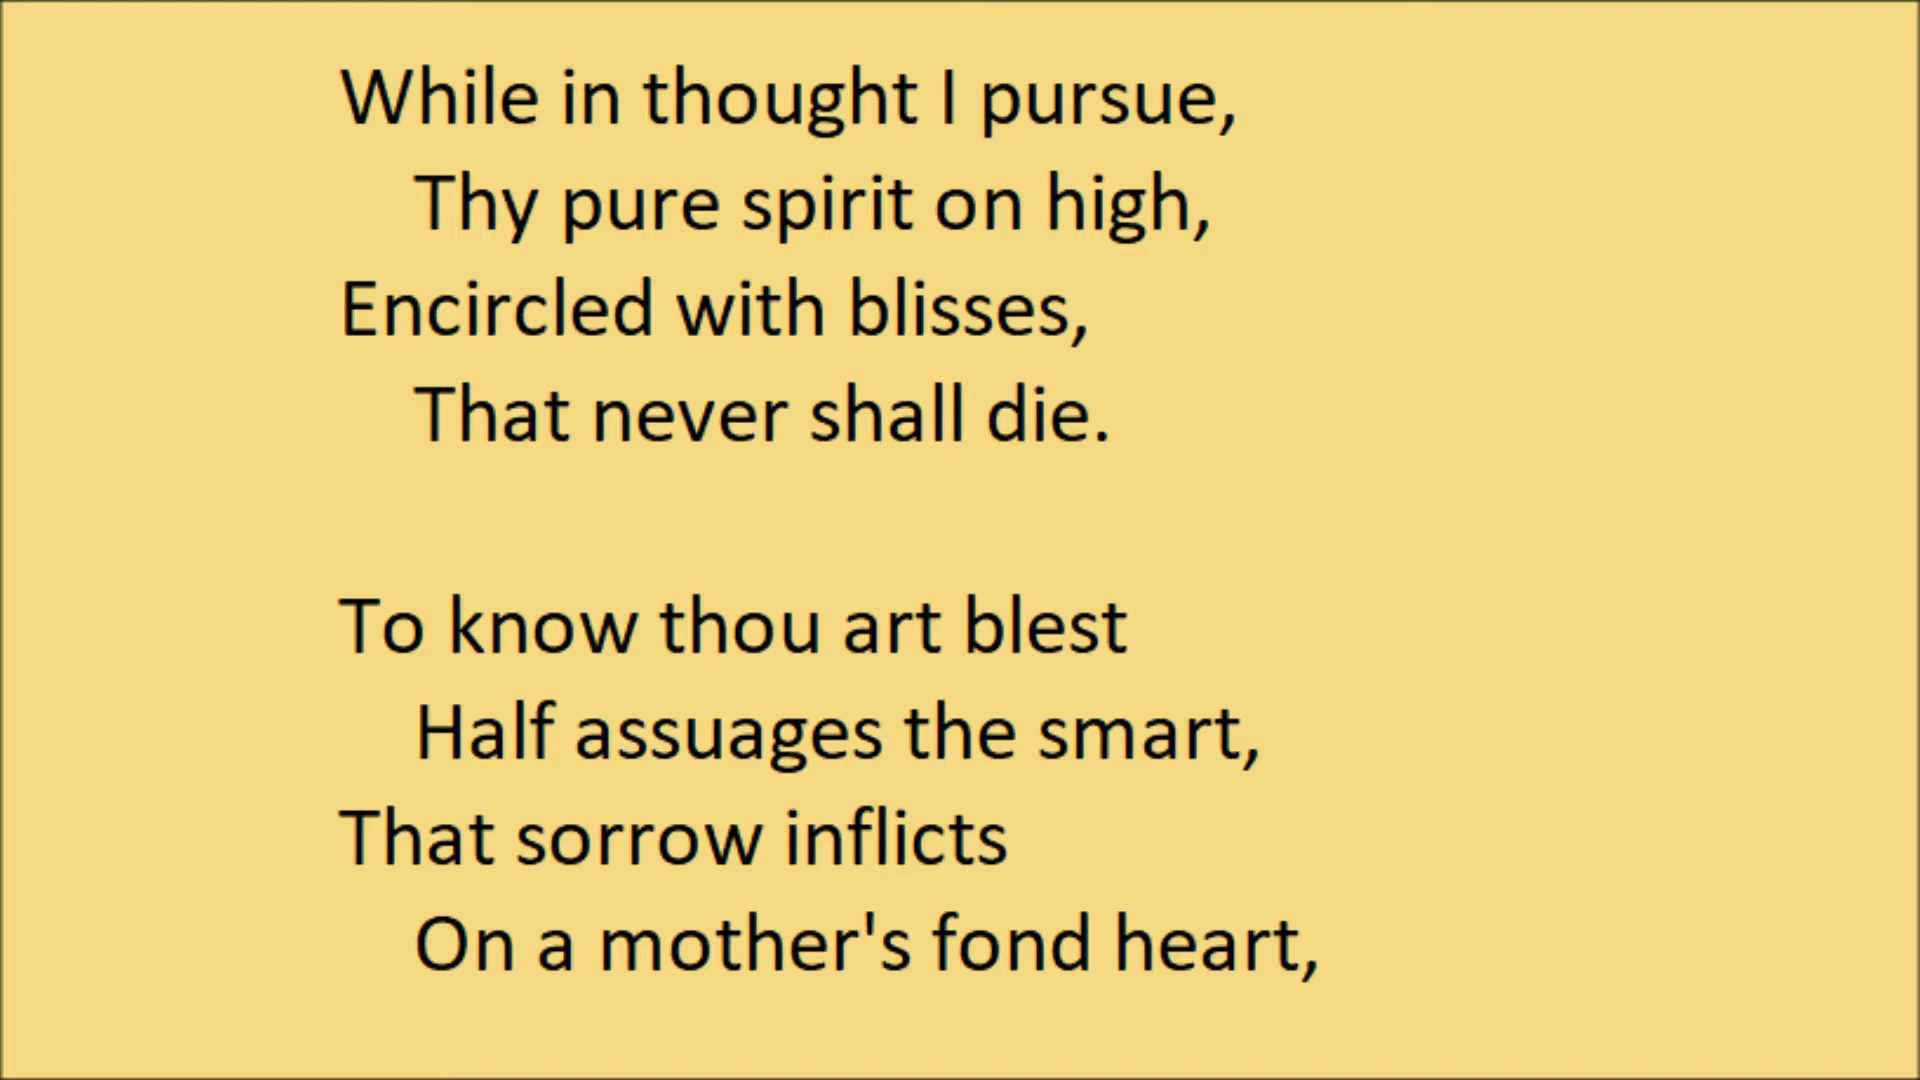 While in thought I pursue,
Thy pure spirit on high,
Encircled with blisses,
That never shall die.
To know thou art blest
Half assuages the smart,
That sorrow inflicts
On a mother's fond heart,